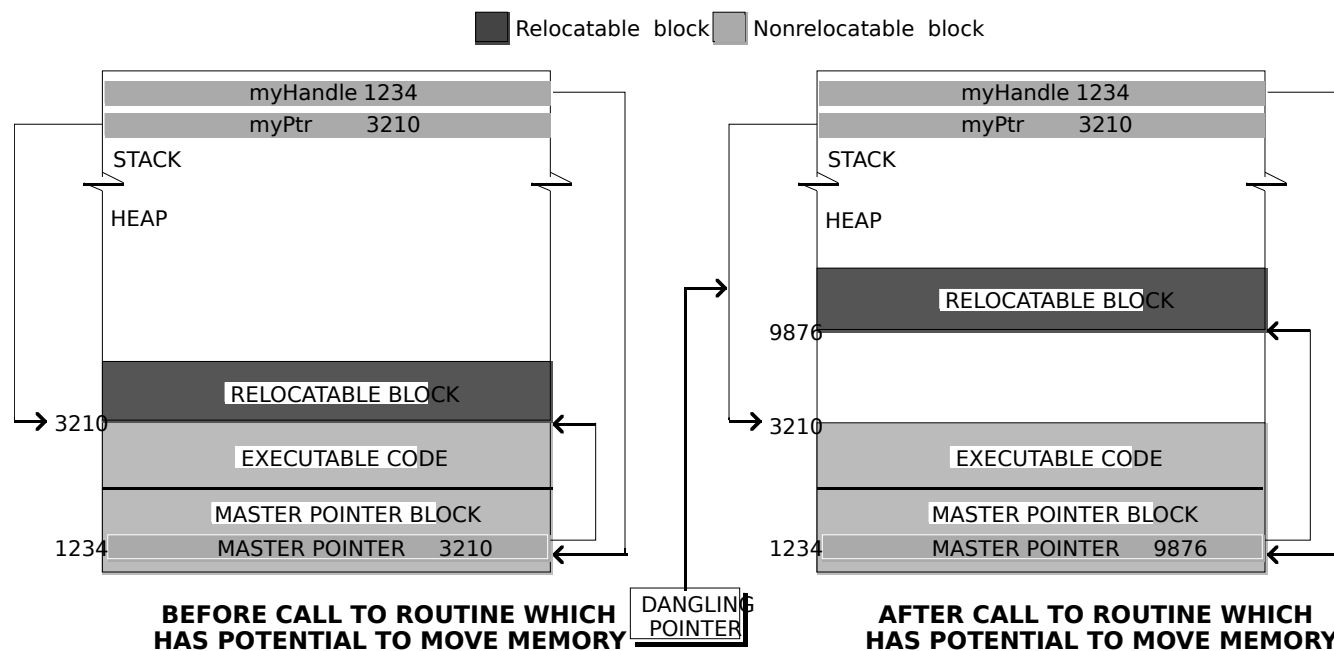 Relocatable block Nonrelocatable block
myHandle 1234
myPtr 3210
STACK
HEAP
RELOCATABLE BLOCK
3210
EXECUTABLE CODE
MASTER POINTER BLOCK
1234 MASTER POINTER 3210
BEFORE CALL TO ROUTINE WHICH
HAS POTENTIAL TO MOVE MEMORY
DANGLING
POINTER
myHandle 1234
myPtr 3210
STACK
HEAP
RELOCATABLE BLOCK
9876
3210
EXECUTABLE CODE
MASTER POINTER BLOCK
1234 MASTER POINTER 9876
AFTER CALL TO ROUTINE WHICH
HAS POTENTIAL TO MOVE MEMORY